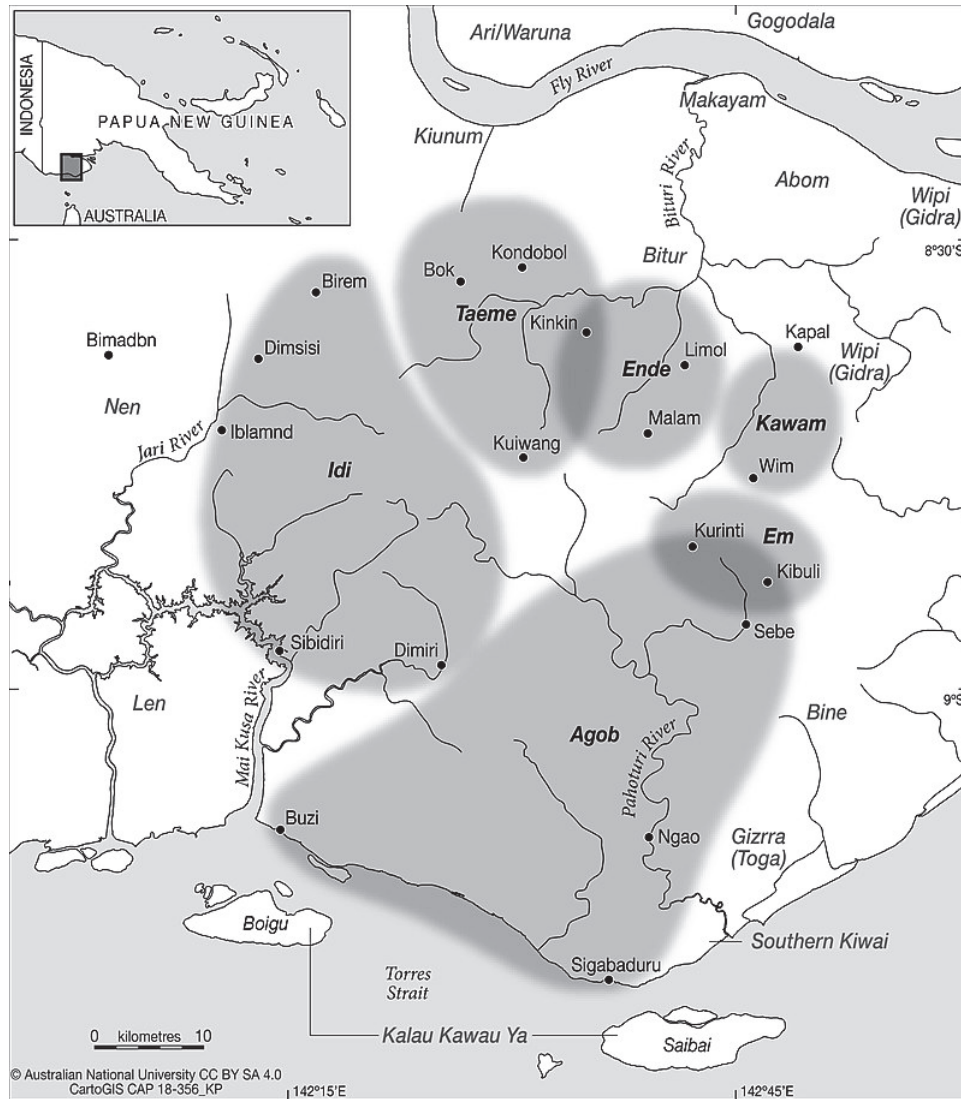 INDONESIA
PAPUA NEW GUINEA
AUSTRALIA
Ari/Waruna
Gogodala
Fly River
Kiunum
Makayam
Bituri River
Abom
Wipi
(Gidra)
8°30'S
Bitur
Birem
Bok
Kondobol
Taeme
Kinkin
Bimadbn
Dimsisi
Ende
Limol
Kapal
Wipi
(Gidra)
Nen
Jari River
Iblamnd
Malam
Kawam
Idi
Kuiwang
Wim
Kurinti
Em
Kibuli
Sebe
Sibidiri
Dimiri
9°S
Len
Mai Kusa River
Agob
Pahoturi River
Bine
Buzi
Ngao
Gizrra
(Toga)
Boigu
Southern Kiwai
Sigabaduru
Torres
Strait
0 kilometres 10
Kalau Kawau Ya
Saibai
© Australian National University CC BY SA 4.0
CartoGIS CAP 18-356_KP
142°15'E
142°45'E